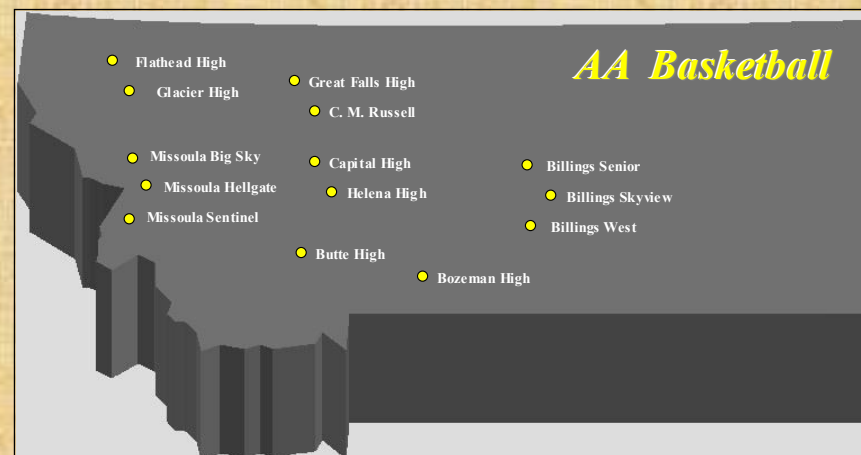 AA Basketball
Flathead High
Glacier High
Great Falls High
C. M. Russell
Missoula Big Sky
Missoula Hellgate
Missoula Sentinel
Capital High
Helena High
Billings Senior
Billings Skyview
Billings West
Butte High
Bozeman High